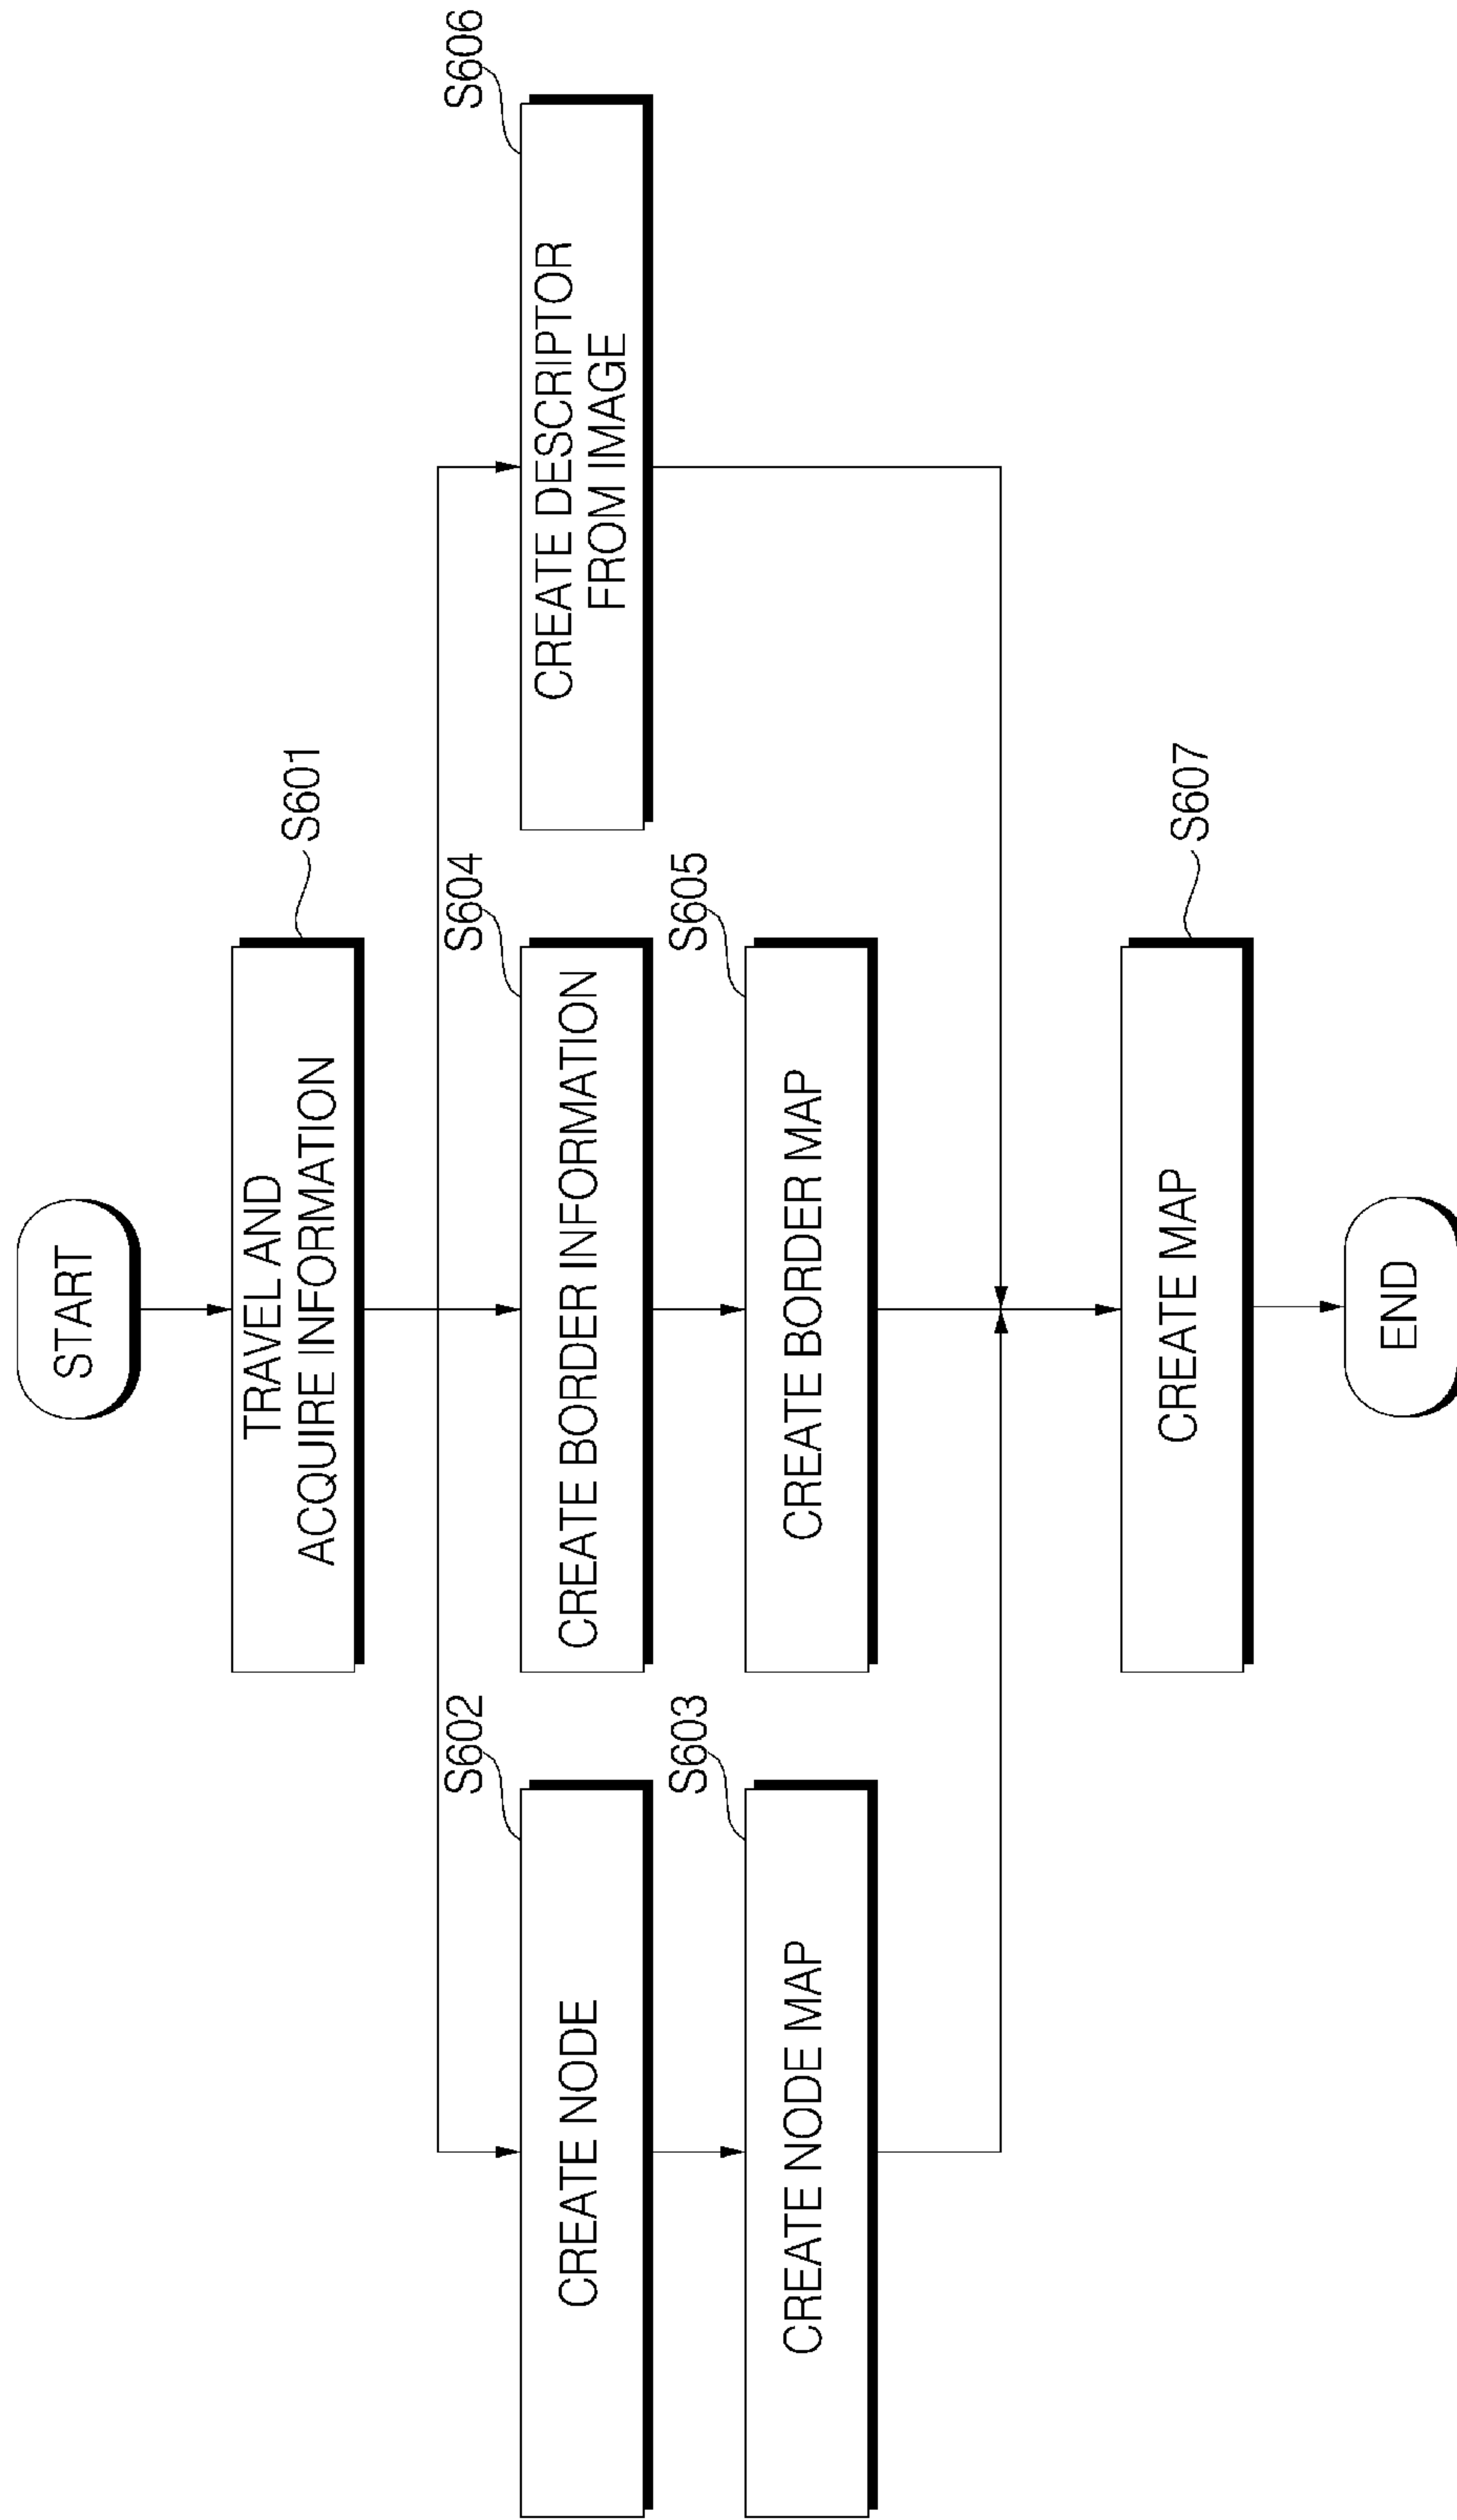 START
TRAVEL AND
ACQUIRE INFORMATION
S601
CREATE NODE
S602
CREATE BORDER INFORMATION
S604
CREATE DESCRIPTOR
FROM IMAGE
S606
CREATE NODE MAP
S603
CREATE BORDER MAP
S605
CREATE MAP
S607
END